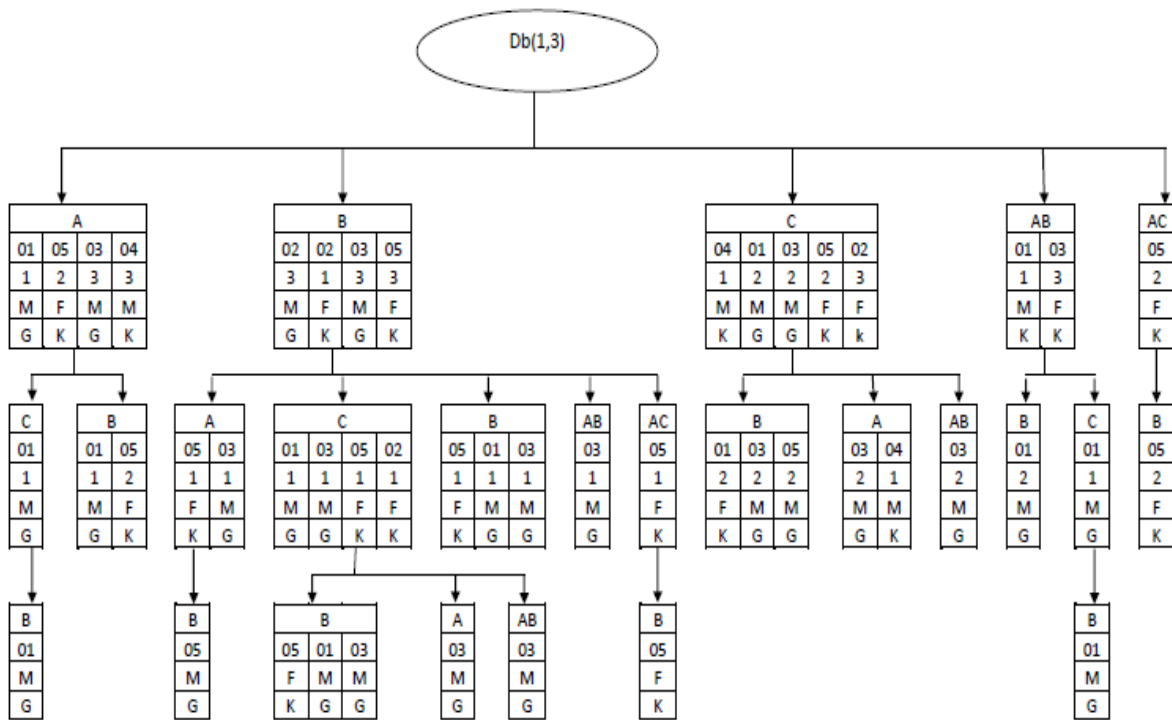 Db(1,3)
A B C AB AC
01 05 03 04 02 02 03 05 04 01 03 05 02 01 03 05
1 2 3 3 3 1 3 3 1 2 2 2 3 1 3 2
M F M M M F M F M M M F F M F F
G K G K G K G K K G G K k K K K
C B A C B AB AC B A AB B C B
01 01 05 05 03 01 03 05 02 05 01 03 03 05 01 03 05 03 04 03 01 01 05
1 1 2 1 1 1 1 1 1 1 1 1 1 1 2 2 2 2 1 2 2 1 2
M M F F M M M F F F M M M F F M M M M M M M F
G G K K G G G K K K G G G K K G G G K G G G K
B B B A AB B B
01 05 05 01 03 03 03 05 01
M M F M M M M F M
G G K G G G G K G